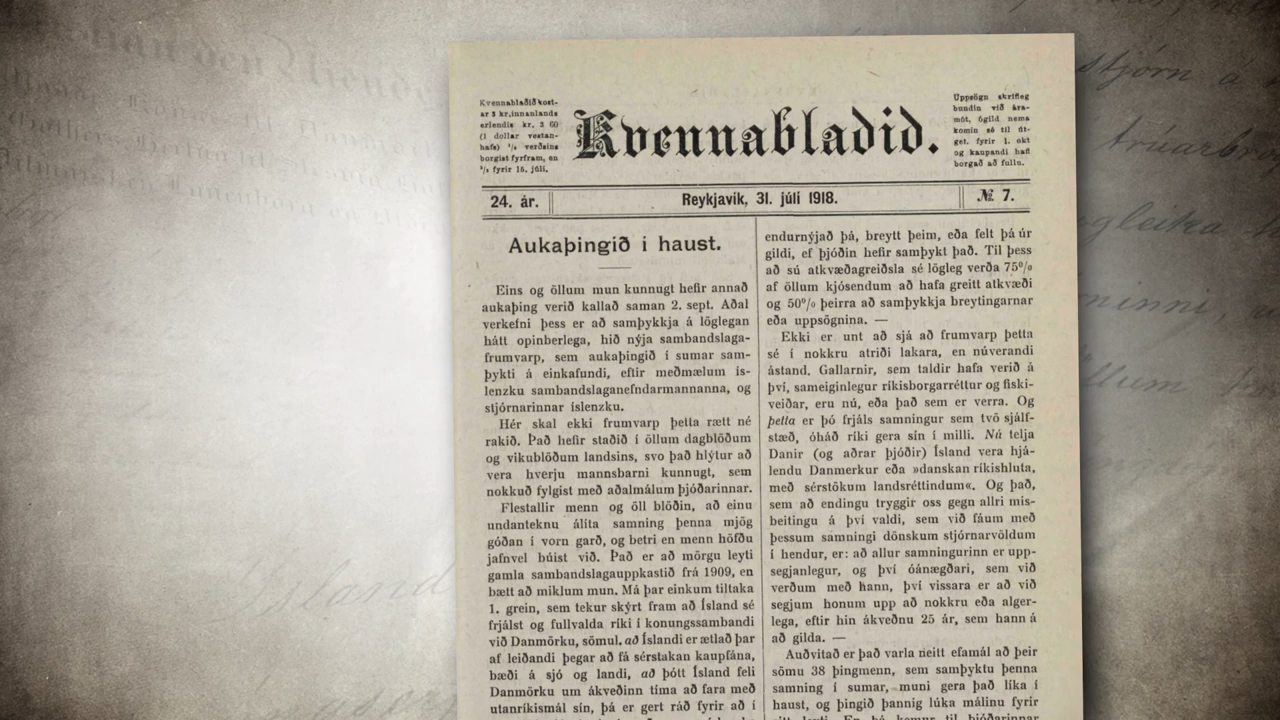 Kvennabladid.
Kvennablaðið kost-
ar 3 kr. innanlands
erlendis kr. 3 60
(1 dollar vestan-
hafs) ¹/₃ verðsins
borgist fyrfram, en
fyrir 15. júlí.
Uppsögn skrifleg
bundin við ára-
mót, ógild nema
komin sé til út-
get. fyrir 1. okt
og kaupandi hafi
borgað að fullu.
24. ár.
Reykjavík, 31. júlí 1918.
№ 7.
Aukaþingið í haust.
Eins og öllum mun kunnugt hefir annað
aukaþing verið kallað saman 2. sept. Aðal
verkefni þess er að samþykkja á löglegan
hátt opinberlega, hið nýja sambandslaga-
frumvarp, sem aukaþingið í sumar sam-
þykti á einkafundi, eftir meðmælum ís-
lenzku sambandslaganefndarmannanna, og
stjórnarinnar íslenzku.
Hér skal ekki frumvarp þetta rætt né
rakið. Það hefir staðið í öllum dagblöðum
og vikublöðum landsins, svo það hlýtur að
vera hverju mannsbarni kunnugt, sem
nokkuð fylgist með aðalmálum þjóðarinnar.
Flestallir menn og öll blöðin, að einu
undanteknu álíta samning þenna mjög
góðan í vorn garð, og betri en menn höfðu
jafnvel búist við. Það er að mörgu leyti
gamla sambandslagauppkastið frá 1909, en
bætt að miklum mun. Má þar einkum tiltaka
1. grein, sem tekur skýrt fram að Ísland sé
frjálst og fullvalda ríki í konungssambandi
við Danmörku, sömul. að Íslandi er ætlað þar
af leiðandi þegar að fá sérstakan kaupfána,
bæði á sjó og landi, að þótt Ísland feli
Danmörku um ákveðinn tíma að fara með
utanríkismál sín, þá er gert ráð fyrir að í
endurnýjað þá, breytt þeim, eða felt þá úr
gildi, ef þjóðin hefir samþykt það. Til þess
að sú atkvæðagreiðsla sé lögleg verða 75%
af öllum kjósendum að hafa greitt atkvæði
og 50% þeirra að samþykkja breytingarnar
eða uppsögnina. —
Ekki er unt að sjá að frumvarp þetta
sé í nokkru atriði lakara, en núverandi
ástand. Gallarnir, sem taldir hafa verið á
því, sameiginlegur ríkisborgarréttur og fiski-
veiðar, eru nú, eða það sem er verra. Og
þetta er þó frjáls samningur sem tvö sjálf-
stæð, óháð ríki gera sín í milli. Nú telja
Danir (og aðrar þjóðir) Ísland vera hjá-
lendu Danmerkur eða »danskan ríkishluta,
með sérstökum landsréttindum«. Og það,
sem að endingu tryggir oss gegn allri mis-
beitingu á því valdi, sem við fáum með
þessum samningi dönskum stjórnarvöldum
í hendur, er: að allur samningurinn er upp-
segjanlegur, og því óánægðari, sem við
verðum með hann, því vissara er að við
segjum honum upp að nokkru eða alger-
lega, eftir hin ákveðnu 25 ár, sem hann á
að gilda. —
Auðvitað er það varla neitt efamál að þeir
sömu 38 þingmenn, sem samþyktu þenna
samning í sumar, muni gera það líka í
haust, og þingið þannig lúka málinu fyrir
stjórn á
trúarbro
gleika
ninni,
llum
Island